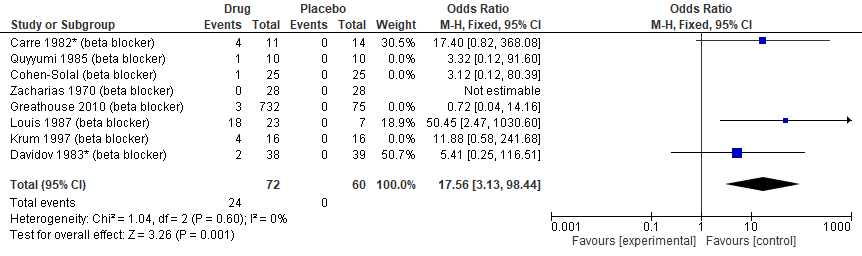 Drug Placebo Odds Ratio Odds Ratio
Study or Subgroup Events Total Events Total Weight M-H, Fixed, 95% CI M-H, Fixed, 95% CI
Carre 1982* (beta blocker) 4 11 0 14 30.5% 17.40 [0.82, 368.08]
Quyyumi 1985 (beta blocker) 1 10 0 10 0.0% 3.32 [0.12, 91.60]
Cohen-Solal (beta blocker) 1 25 0 25 0.0% 3.12 [0.12, 80.39]
Zacharias 1970 (beta blocker) 0 28 0 28 Not estimable
Greathouse 2010 (beta blocker) 3 732 0 75 0.0% 0.72 [0.04, 14.16]
Louis 1987 (beta blocker) 18 23 0 7 18.9% 50.45 [2.47, 1030.60]
Krum 1997 (beta blocker) 4 16 0 16 0.0% 11.88 [0.58, 241.68]
Davidov 1983* (beta blocker) 2 38 0 39 50.7% 5.41 [0.25, 116.51]
Total (95% CI) 72 60 100.0% 17.56 [3.13, 98.44]
Total events 24 0
Heterogeneity: Chi² = 1.04, df = 2 (P = 0.60); I² = 0%
Test for overall effect: Z = 3.26 (P = 0.001)
0.001 0.1 1 10 1000
Favours [experimental] Favours [control]